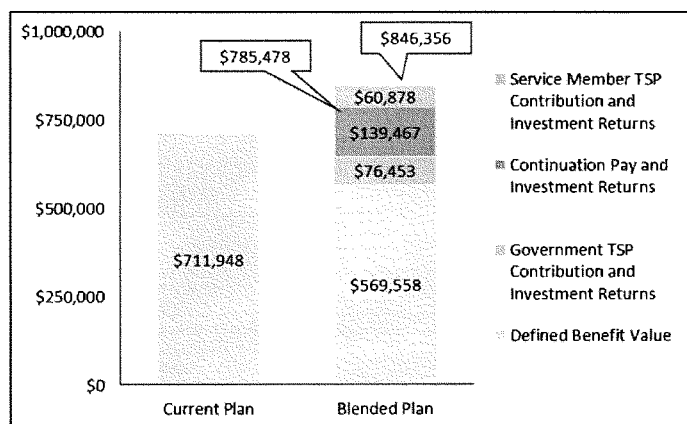 $1,000,000
$750,000
$500,000
$250,000
$0
$785,478
$846,356
$60,878
$139,467
$76,453
$711,948
$569,558
Current Plan
Blended Plan
Service Member TSP
Contribution and
Investment Returns
Continuation Pay and
Investment Returns
Government TSP
Contribution and
Investment Returns
Defined Benefit Value